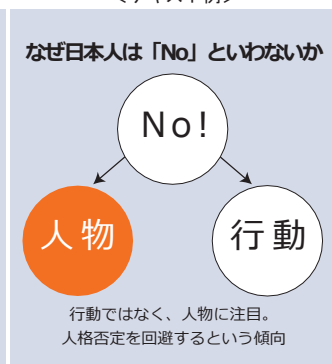 なぜ日本人は「No」といわないか
No!
人物
行動
行動ではなく、人物に注目。
人格否定を回避するという傾向